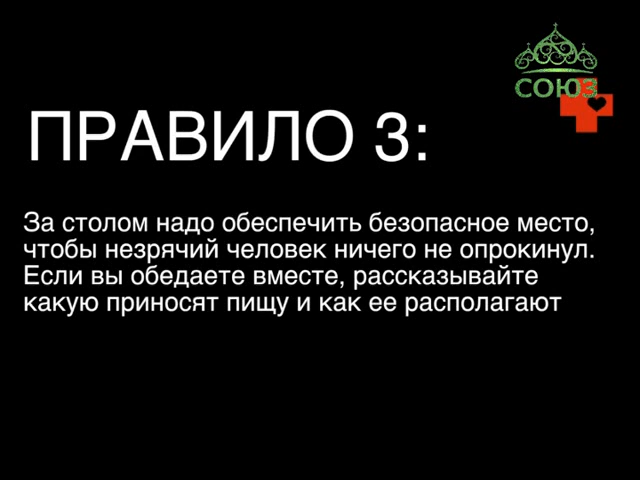 СОЮЗ
ПРАВИЛО 3:
За столом надо обеспечить безопасное место,
чтобы незрячий человек ничего не опрокинул.
Если вы обедаете вместе, рассказывайте
какую приносят пищу и как ее располагают